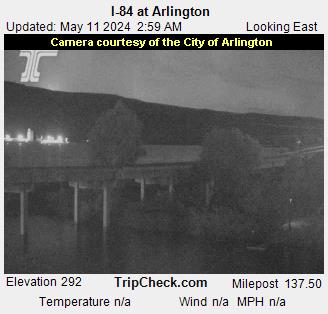 I-84 at Arlington
Updated: May 11 2024 2:59 AM Looking East
Camera courtesy of the City of Arlington
Elevation 292 TripCheck.com Milepost 137.50
Temperature n/a Wind n/a MPH n/a